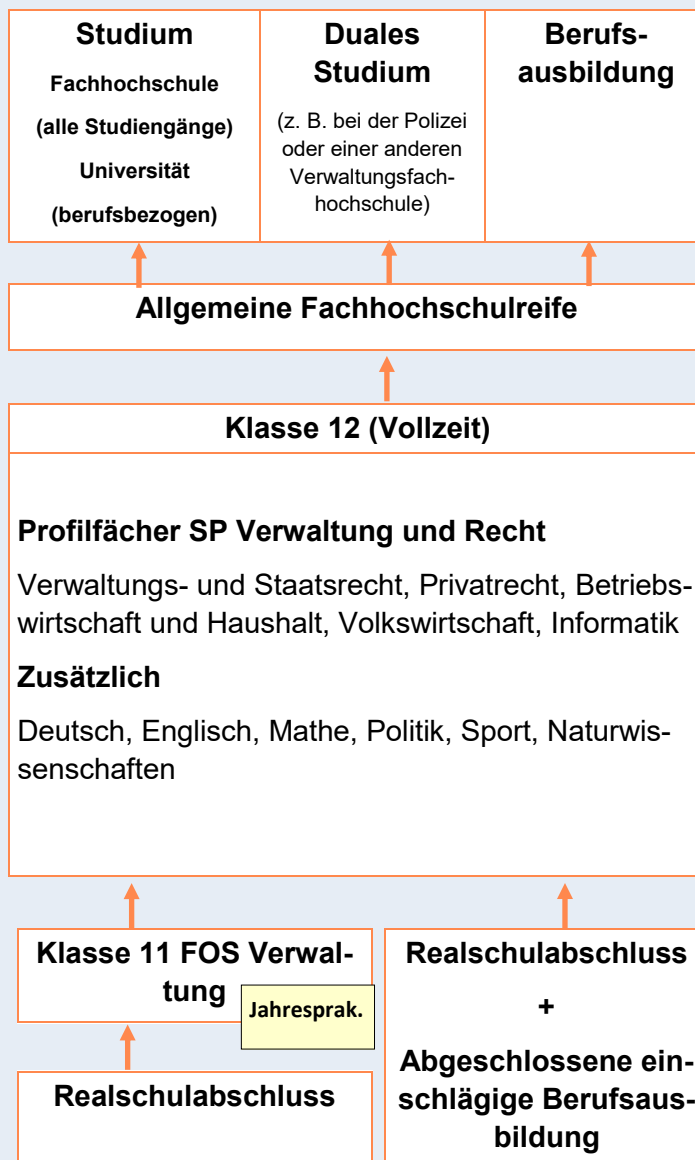 Studium
Fachhochschule
(alle Studiengänge)
Universität
(berufsbezogen)
Duales
Studium
(z. B. bei der Polizei
oder einer anderen
Verwaltungsfach-
hochschule)
Berufs-
ausbildung
Allgemeine Fachhochschulreife
Klasse 12 (Vollzeit)
Profilfächer SP Verwaltung und Recht
Verwaltungs- und Staatsrecht, Privatrecht, Betriebs-
wirtschaft und Haushalt, Volkswirtschaft, Informatik
Zusätzlich
Deutsch, Englisch, Mathe, Politik, Sport, Naturwis-
senschaften
Klasse 11 FOS Verwal-
tung
Jahresprak.
Realschulabschluss
Realschulabschluss
+
Abgeschlossene ein-
schlägige Berufsaus-
bildung